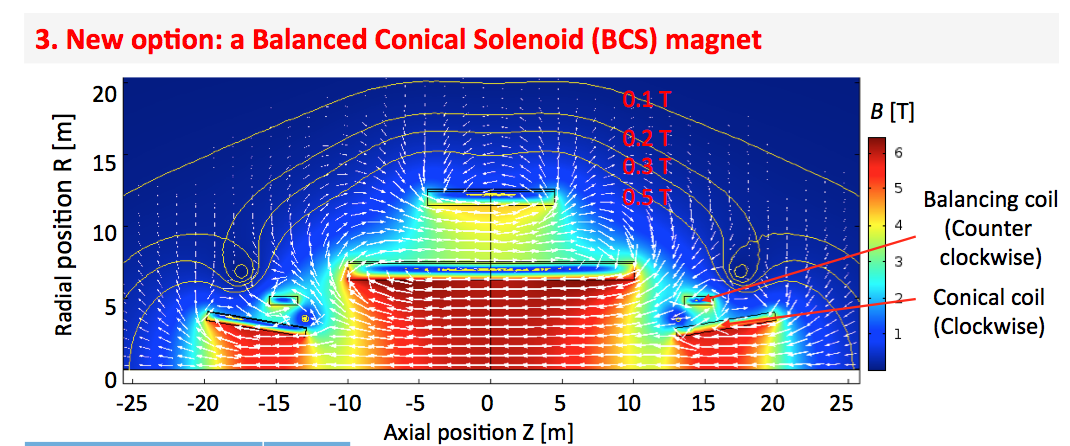 3. New option: a Balanced Conical Solenoid (BCS) magnet
20
15
10
5
0
Radial position R [m]
0.1 T
0.2 T
0.3 T
0.5 T
B [T]
6
5
4
3
2
1
Balancing coil
(Counter
clockwise)
Conical coil
(Clockwise)
-25 -20 -15 -10 -5 0 5 10 15 20 25
Axial position Z [m]